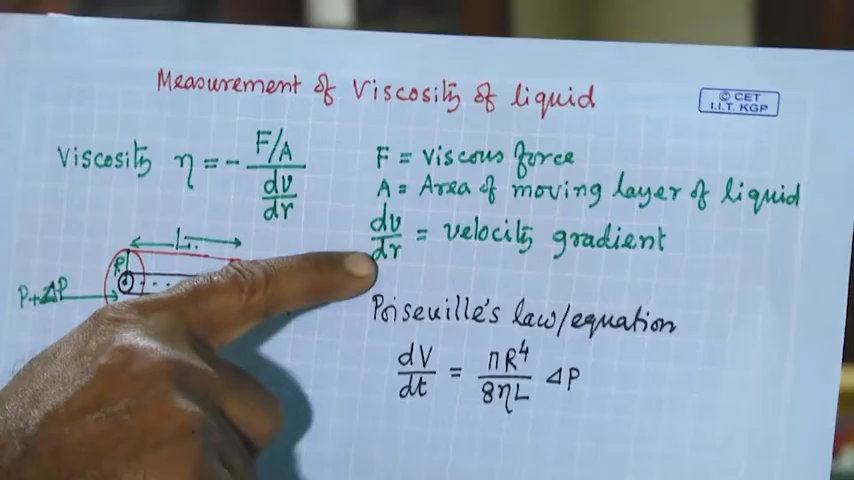 Measurement of Viscosity of liquid
© CET
I.I.T. KGP
Viscosity η = - F/A / dv/dr
F = Viscous force
A = Area of moving layer of liquid
dv/dr = velocity gradient
L
R
P+ΔP
Poiseuille's law/equation
dV/dt = πR⁴/8ηL ΔP